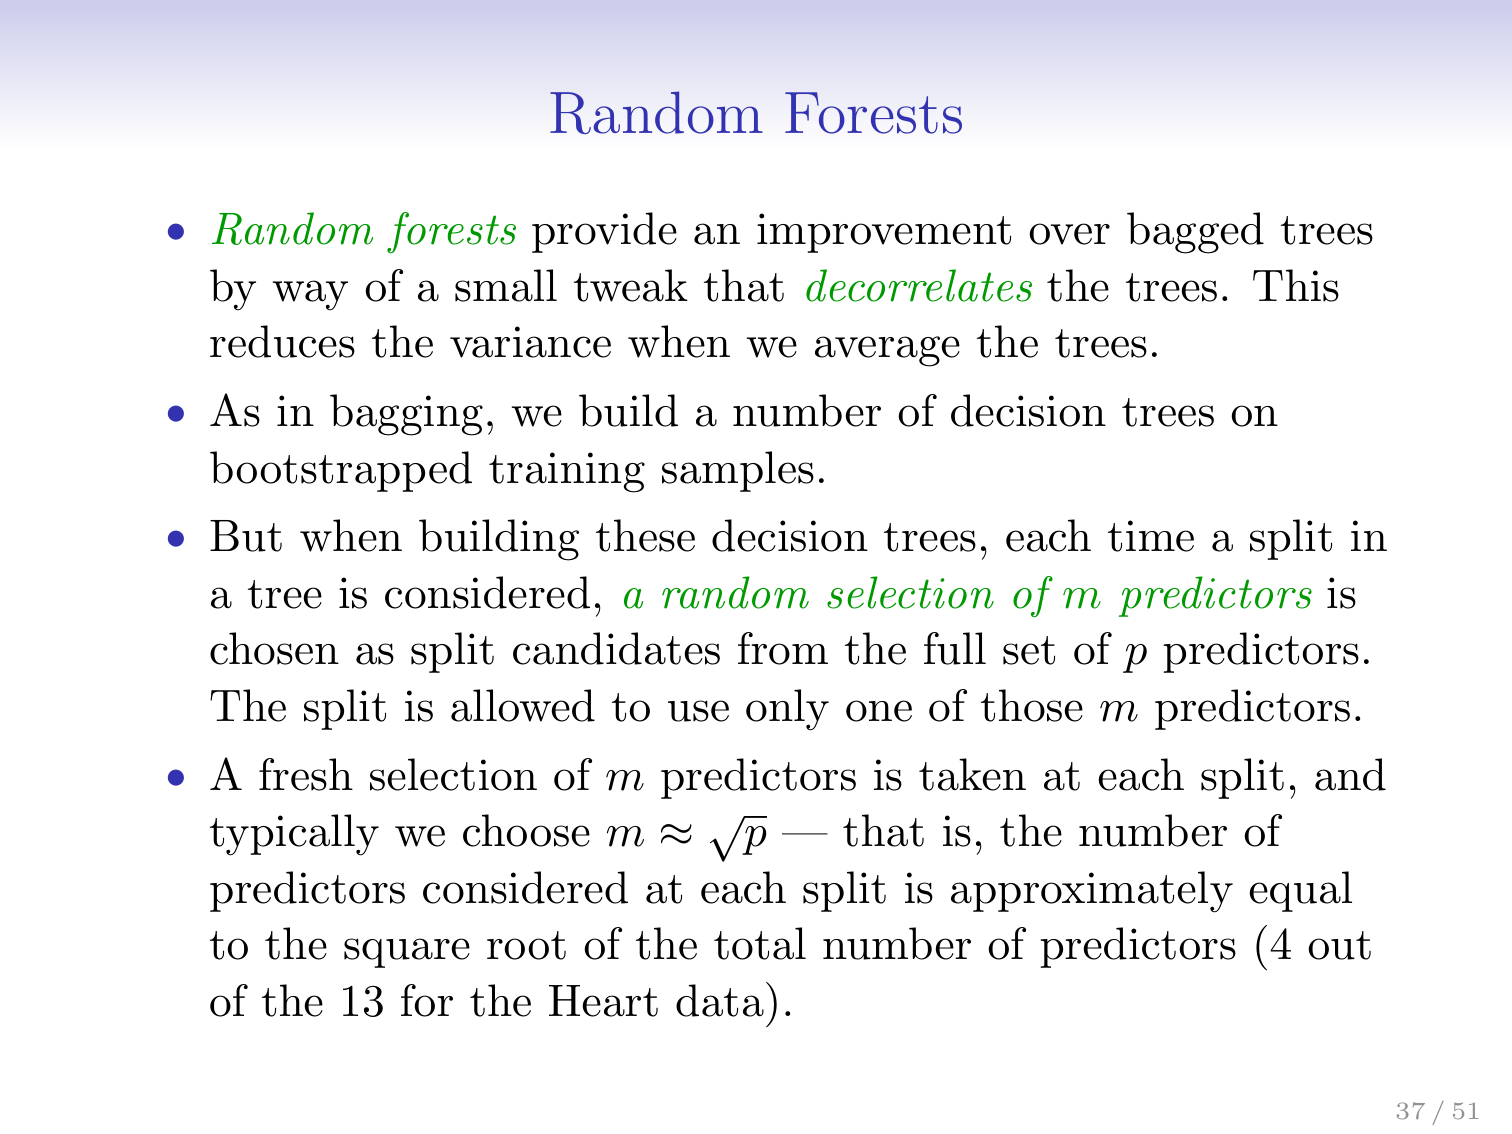 Random Forests
• Random forests provide an improvement over bagged trees
by way of a small tweak that decorrelates the trees. This
reduces the variance when we average the trees.
• As in bagging, we build a number of decision trees on
bootstrapped training samples.
• But when building these decision trees, each time a split in
a tree is considered, a random selection of m predictors is
chosen as split candidates from the full set of p predictors.
The split is allowed to use only one of those m predictors.
• A fresh selection of m predictors is taken at each split, and
typically we choose m ≈ √p — that is, the number of
predictors considered at each split is approximately equal
to the square root of the total number of predictors (4 out
of the 13 for the Heart data).
37 / 51